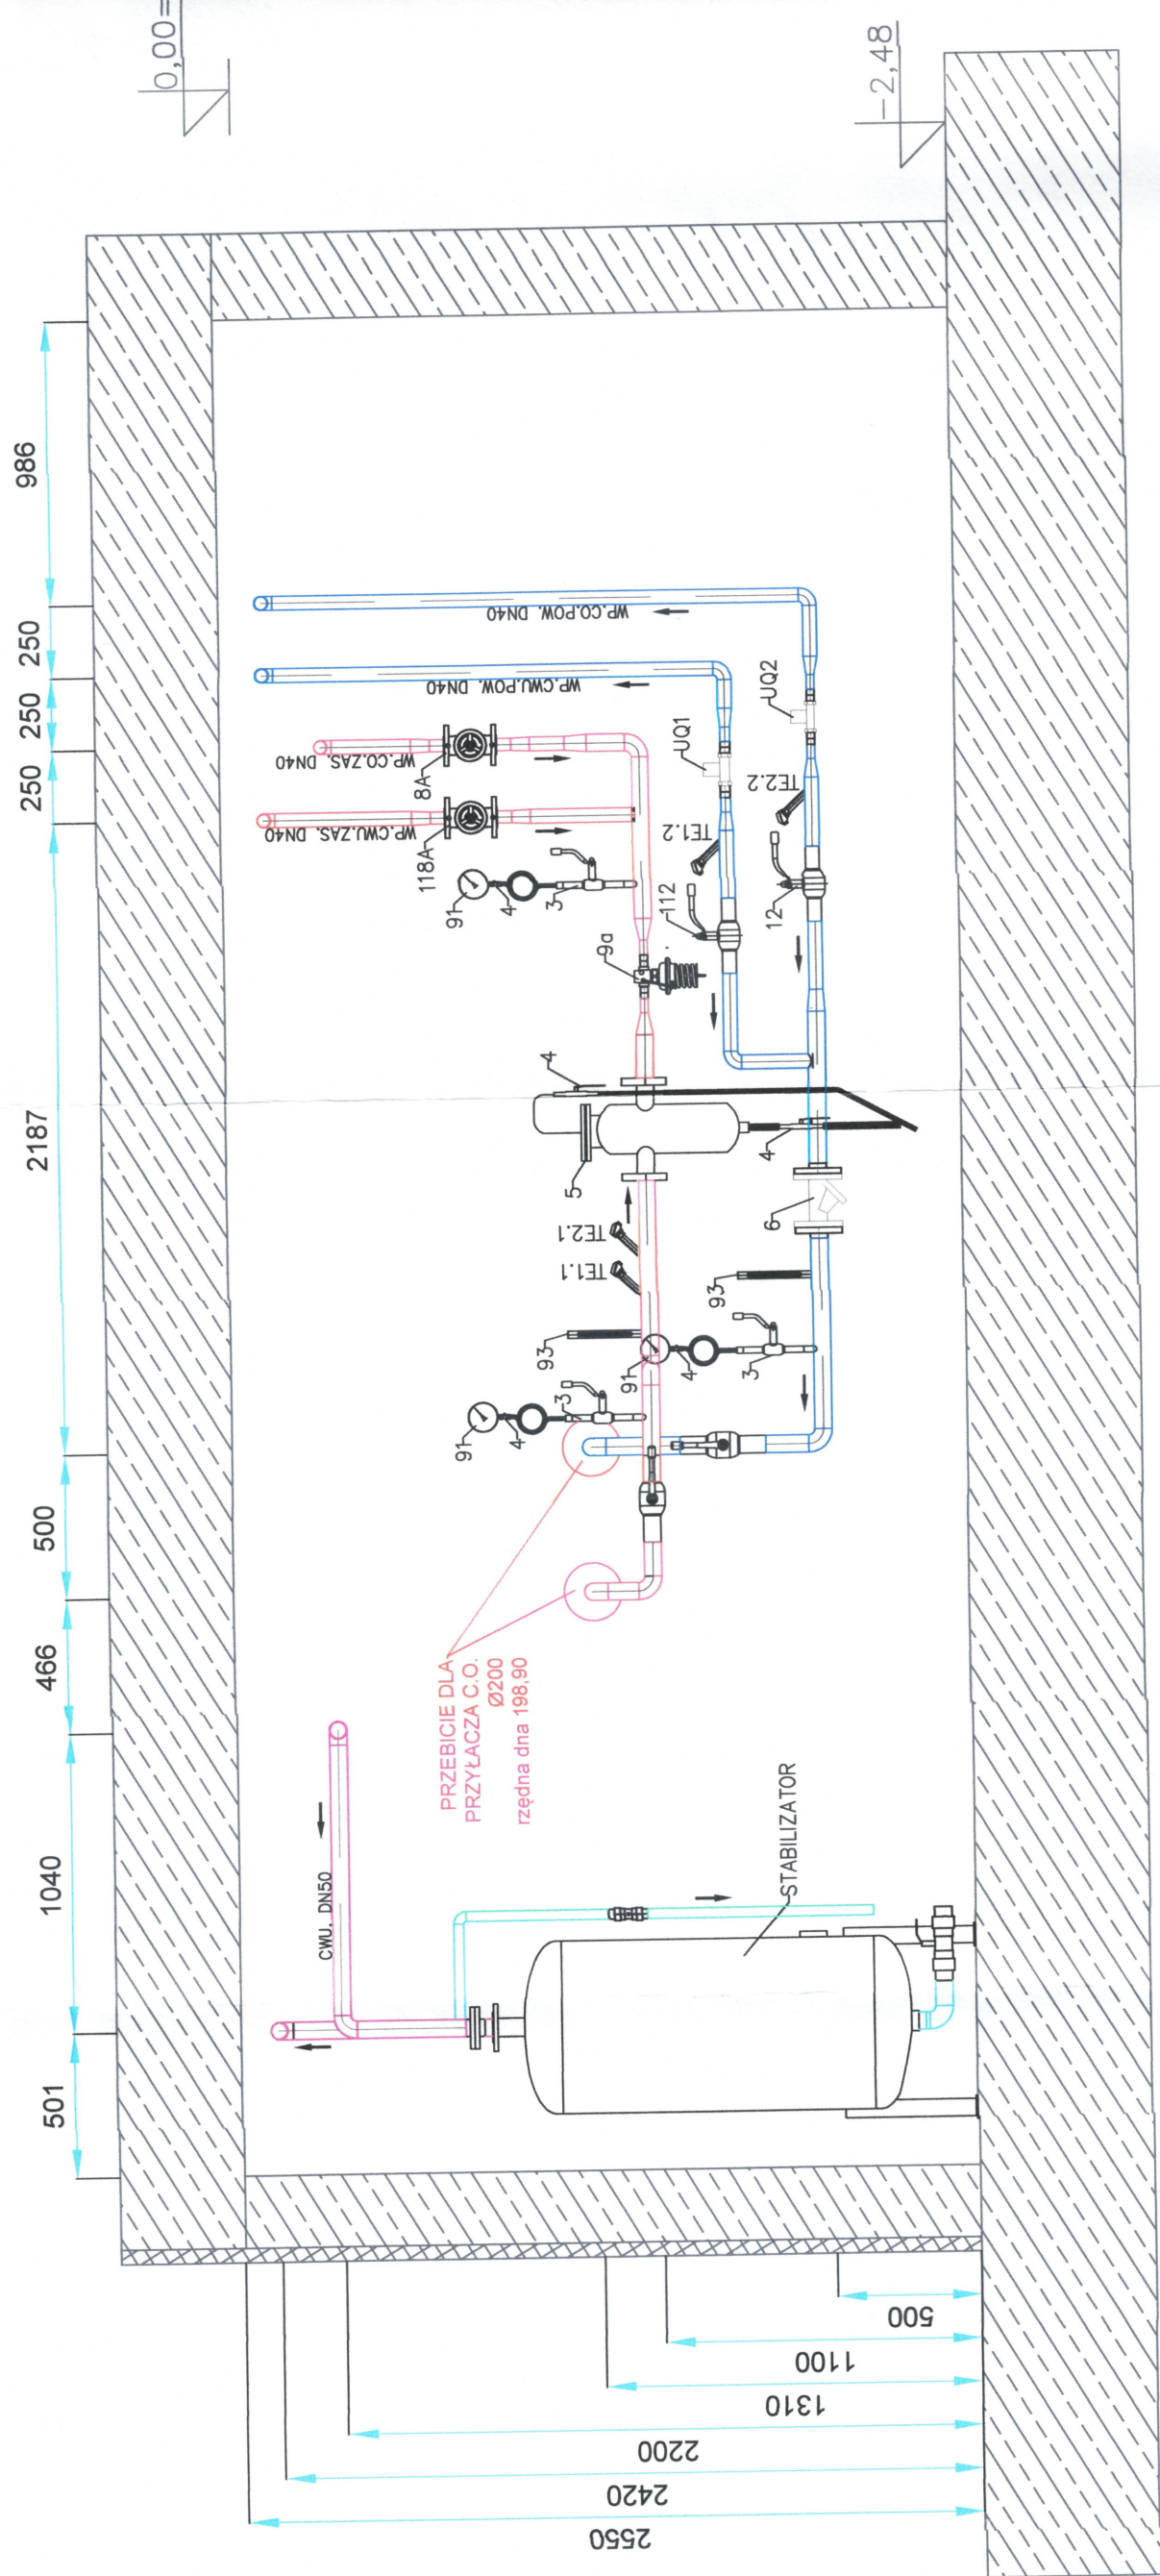 0,00=
-2,48
501
1040
466
500
2187
250
250
250
986
2550
2420
2200
1310
1100
500
CWU. DN50
STABILIZATOR
PRZEBICIE DLA
PRZYŁACZA C.O.
Ø200
rzędna dna 198,90
91
4
3
93
TE1.1
TE2.1
91
4
3
93
5
4
4
6
9a
91
4
3
118A
8A
WP.CWU.ZAS. DN40
WP.CO.ZAS. DN40
WP.CWU.POW. DN40
WP.CO.POW. DN40
112
TE1.2
UQ1
12
TE2.2
UQ2